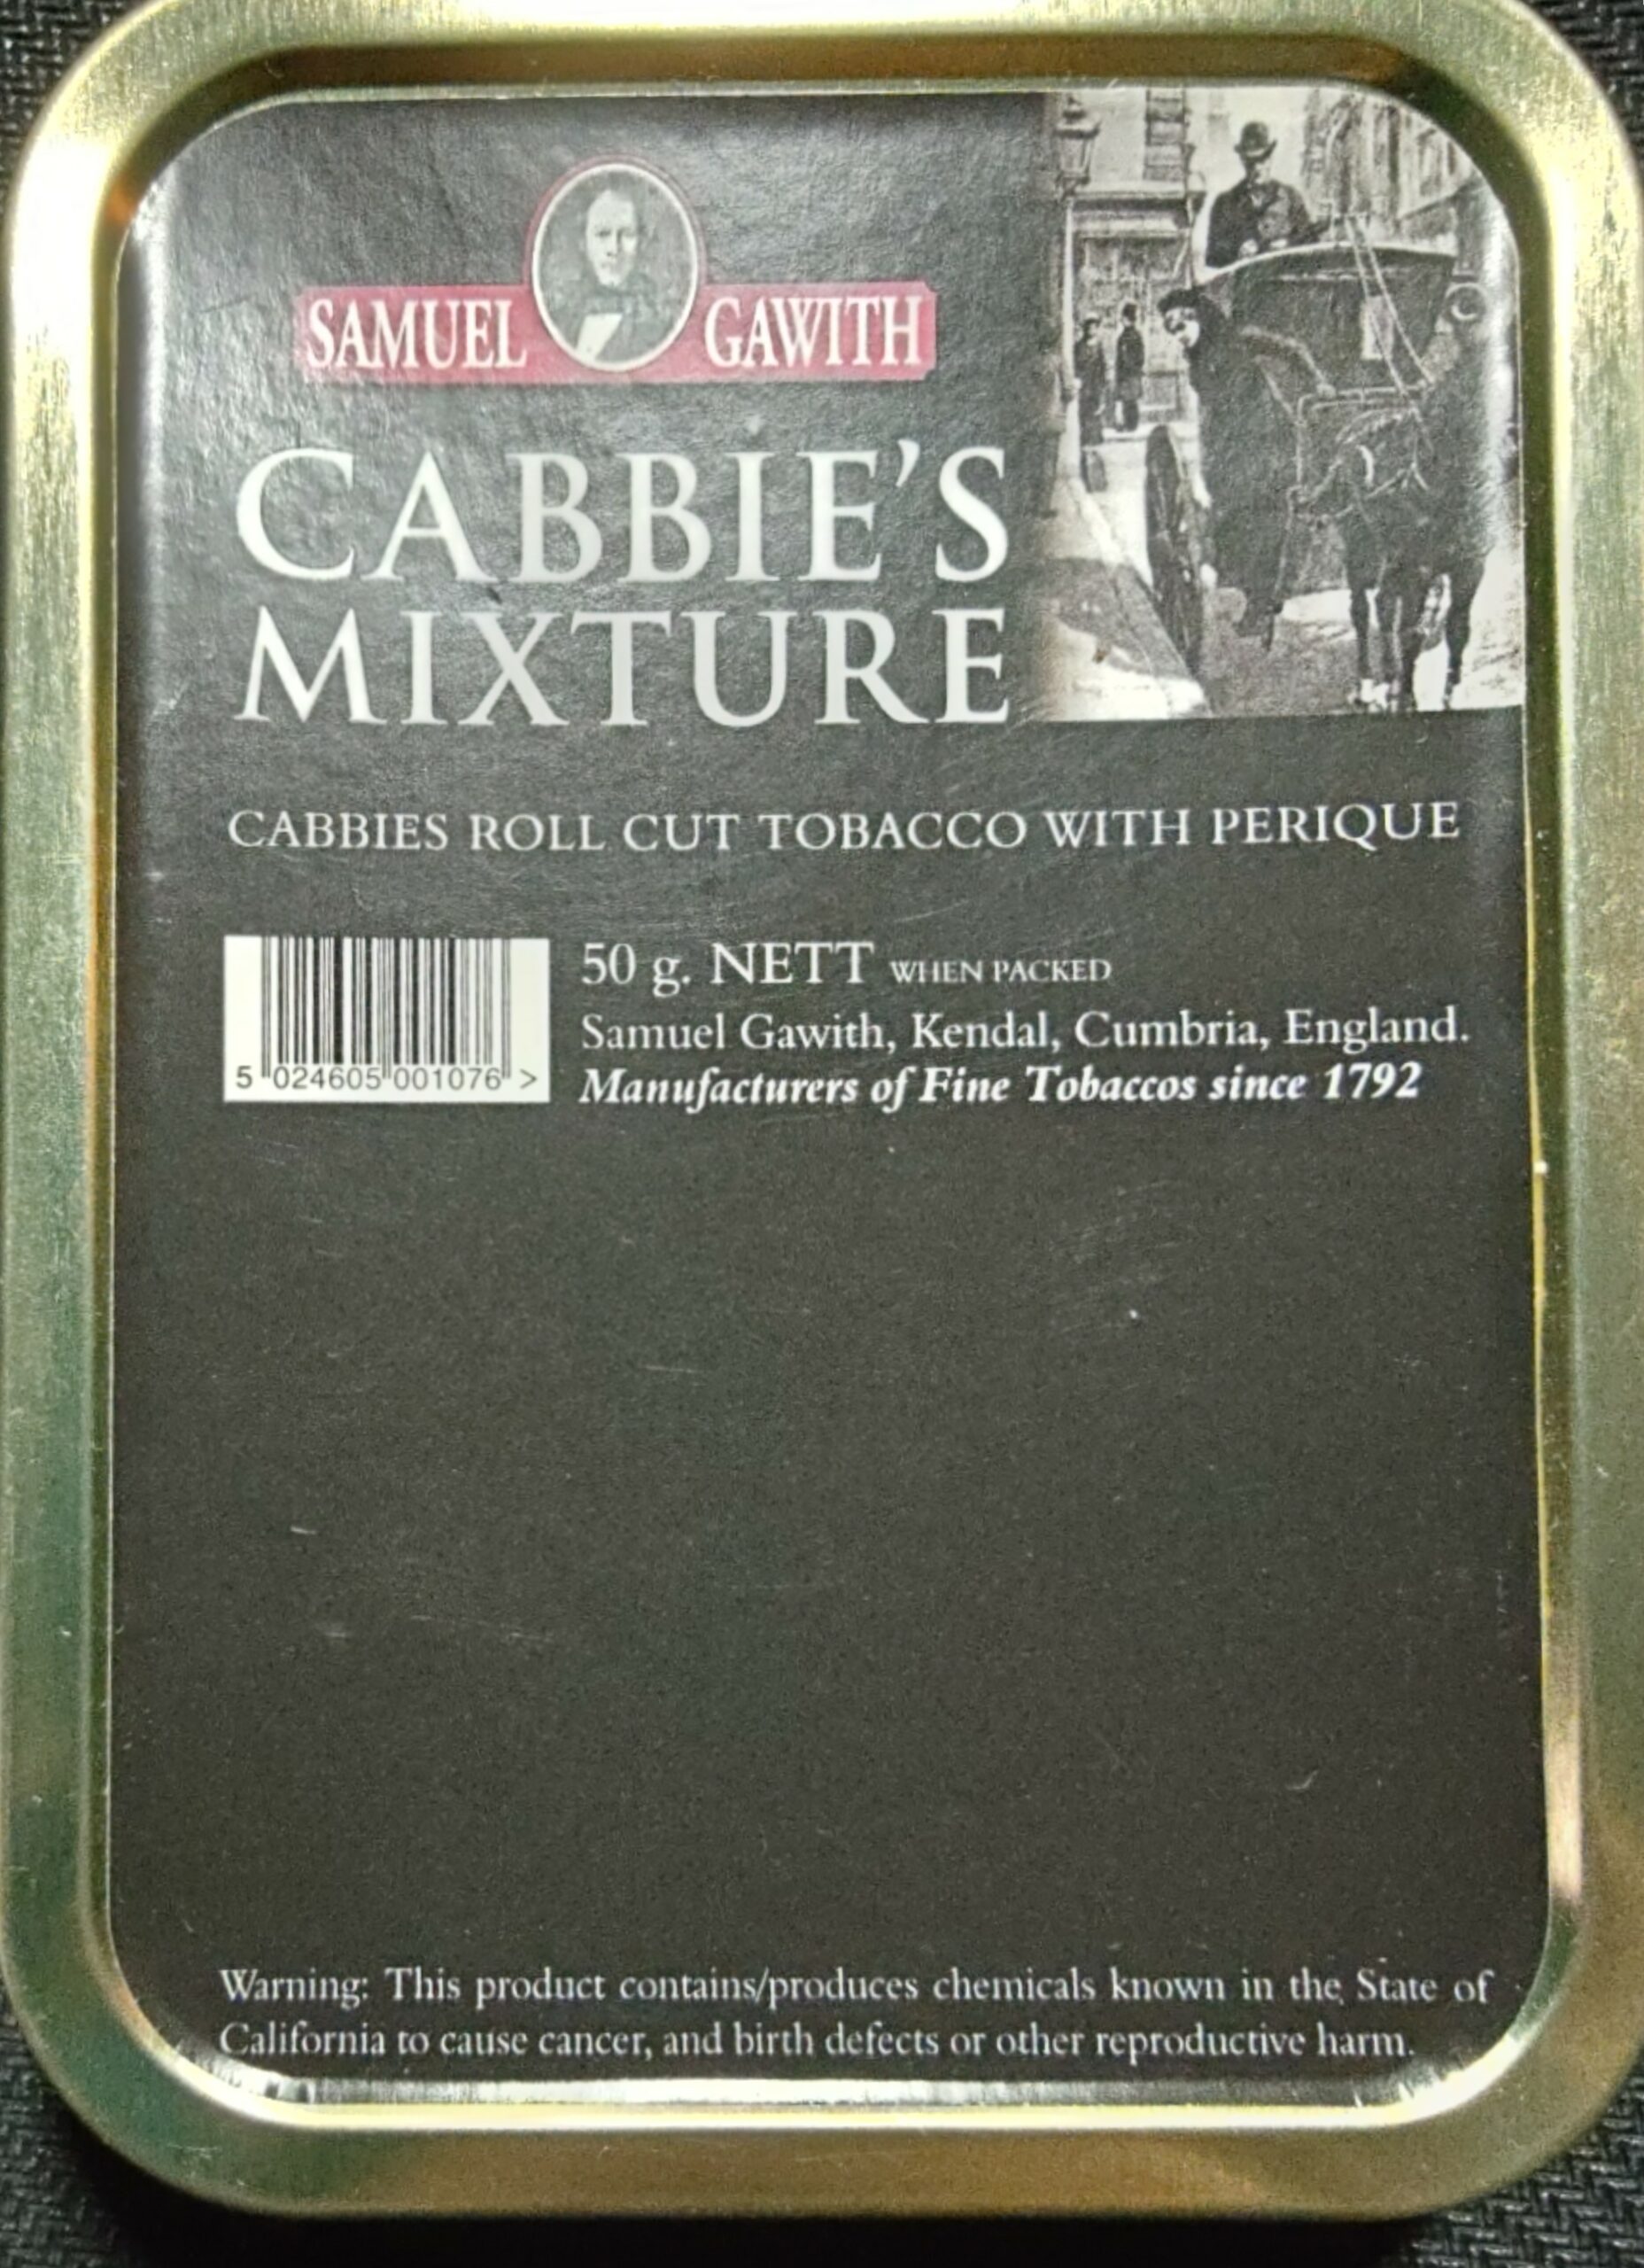 SAMUEL GAWITH
CABBIE'S
MIXTURE
CABBIES ROLL CUT TOBACCO WITH PERIQUE
50 g. NETT WHEN PACKED
Samuel Gawith, Kendal, Cumbria, England.
Manufacturers of Fine Tobaccos since 1792
5 024605 001076 >
Warning: This product contains/produces chemicals known in the State of
California to cause cancer, and birth defects or other reproductive harm.